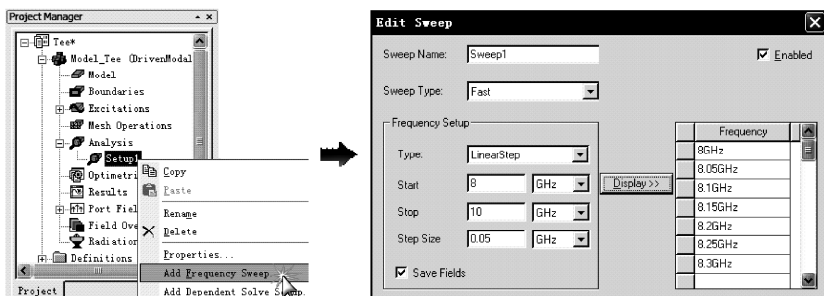 Project Manager
Tee*
Model_Tee (DrivenModal
Model
Boundaries
Excitations
Mesh Operations
Analysis
Setup1
Optimetri
Results
Port Fiel
Field Ove
Radiation
Definitions
Project
Copy
Paste
Rename
Delete
Properties...
Add Frequency Sweep...
Add Dependent Solve Setup.
Edit Sweep
Sweep Name: Sweep1
Enabled
Sweep Type: Fast
Frequency Setup
Type: LinearStep
Start 8 GHz
Stop 10 GHz
Step Size 0.05 GHz
Save Fields
Display >>
Frequency
8GHz
8.05GHz
8.1GHz
8.15GHz
8.2GHz
8.25GHz
8.3GHz